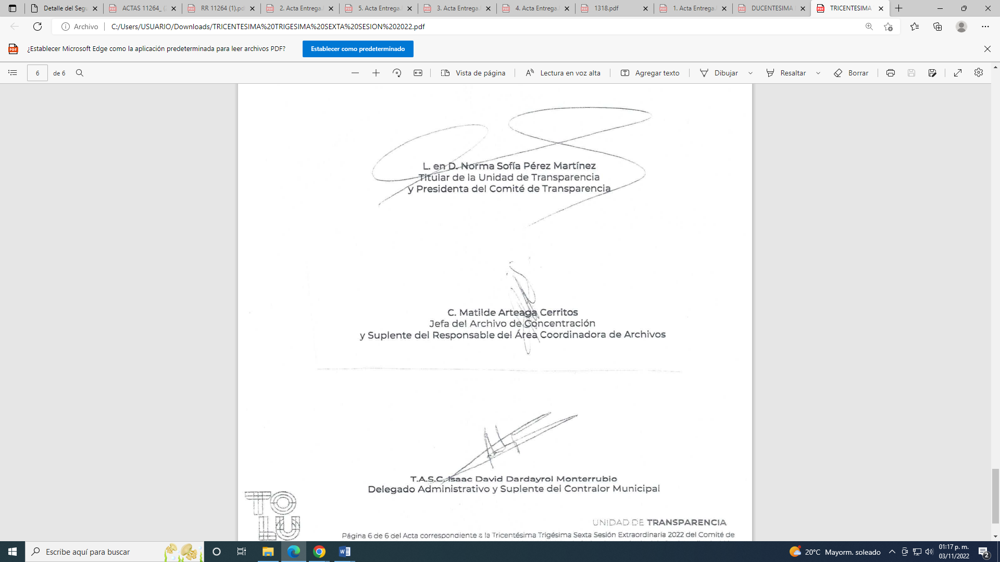 Detalle del Segu
ACTAS 11264_ (
RR 11264 (1).pd
2. Acta Entrega.
5. Acta Entrega.
3. Acta Entrega.
4. Acta Entrega.
1318.pdf
1. Acta Entrega.
DUCENTESIMA
TRICENTESIMA
Archivo
C:/Users/USUARIO/Downloads/TRICENTESIMA%20TRIGESIMA%20SEXTA%20SESION%202022.pdf
¿Establecer Microsoft Edge como la aplicación predeterminada para leer archivos PDF?
Establecer como predeterminado
6 de 6
Vista de página
Lectura en voz alta
Agregar texto
Dibujar
Resaltar
Borrar
L. en D. Norma Sofía Pérez Martínez
Titular de la Unidad de Transparencia
y Presidenta del Comité de Transparencia
C. Matilde Arteaga Cerritos
Jefa del Archivo de Concentración
y Suplente del Responsable del Área Coordinadora de Archivos
T.A.S.C. Isaac David Dardayrol Monterrubio
Delegado Administrativo y Suplente del Contralor Municipal
TO
LU
UNIDAD DE TRANSPARENCIA
Página 6 de 6 del Acta correspondiente a la Tricentésima Trigésima Sexta Sesión Extraordinaria 2022 del Comité de
Escribe aquí para buscar
20°C Mayorm. soleado
01:17 p. m.
03/11/2022
2